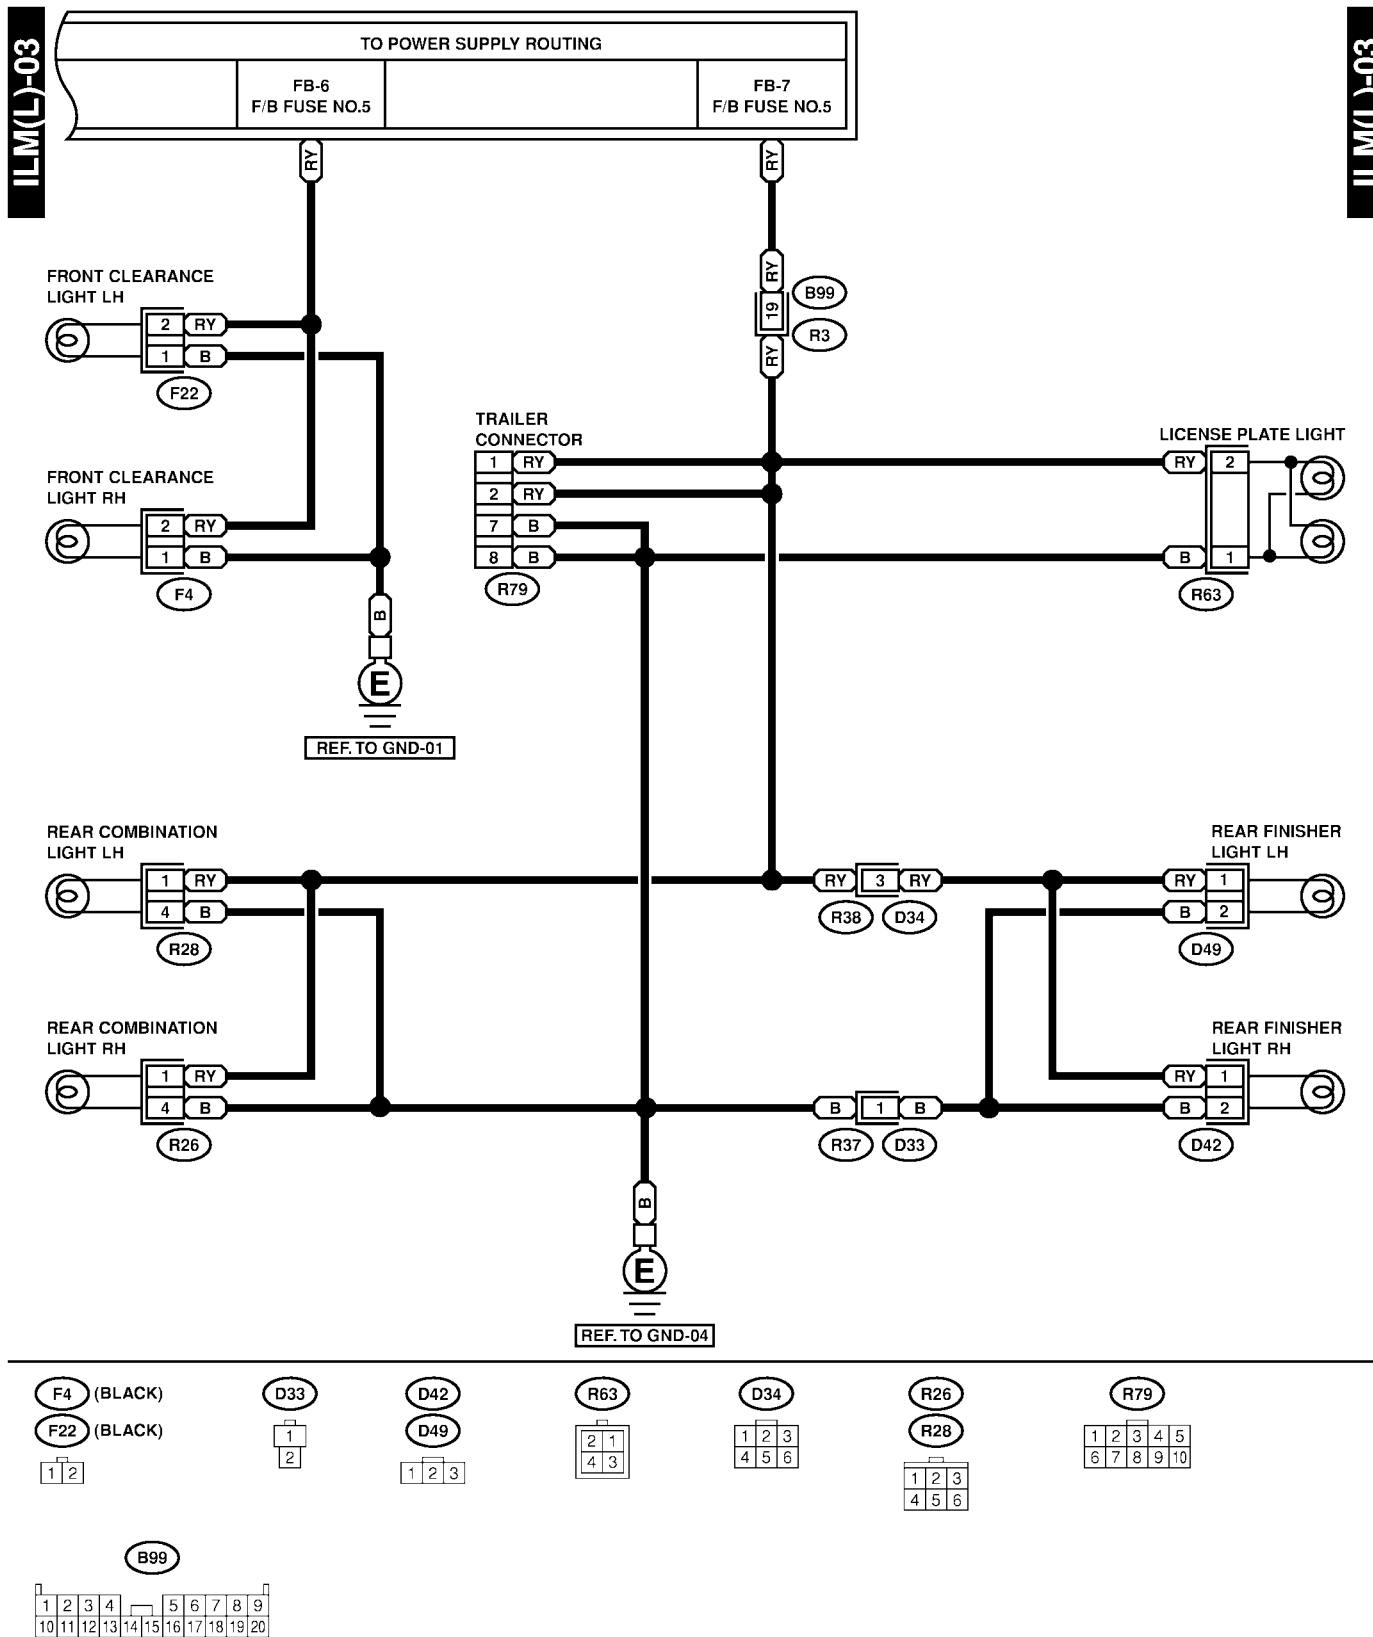 ILM(L)-03
ILM(L)-03
TO POWER SUPPLY ROUTING
FB-6
F/B FUSE NO.5
FB-7
F/B FUSE NO.5
RY
RY
FRONT CLEARANCE
LIGHT LH
2 RY
1 B
F22
RY
19
RY
B99
R3
FRONT CLEARANCE
LIGHT RH
2 RY
1 B
F4
B
E
REF. TO GND-01
TRAILER
CONNECTOR
1 RY
2 RY
7 B
8 B
R79
LICENSE PLATE LIGHT
RY 2
B 1
R63
REAR COMBINATION
LIGHT LH
1 RY
4 B
R28
RY 3 RY
R38 D34
REAR FINISHER
LIGHT LH
RY 1
B 2
D49
REAR COMBINATION
LIGHT RH
1 RY
4 B
R26
B 1 B
R37 D33
REAR FINISHER
LIGHT RH
RY 1
B 2
D42
B
E
REF. TO GND-04
F4 (BLACK)
F22 (BLACK)
1 2
D33
1
2
D42
D49
1 2 3
R63
2 1
4 3
D34
1 2 3
4 5 6
R26
R28
1 2 3
4 5 6
R79
1 2 3 4 5
6 7 8 9 10
B99
1 2 3 4 5 6 7 8 9
10 11 12 13 14 15 16 17 18 19 20